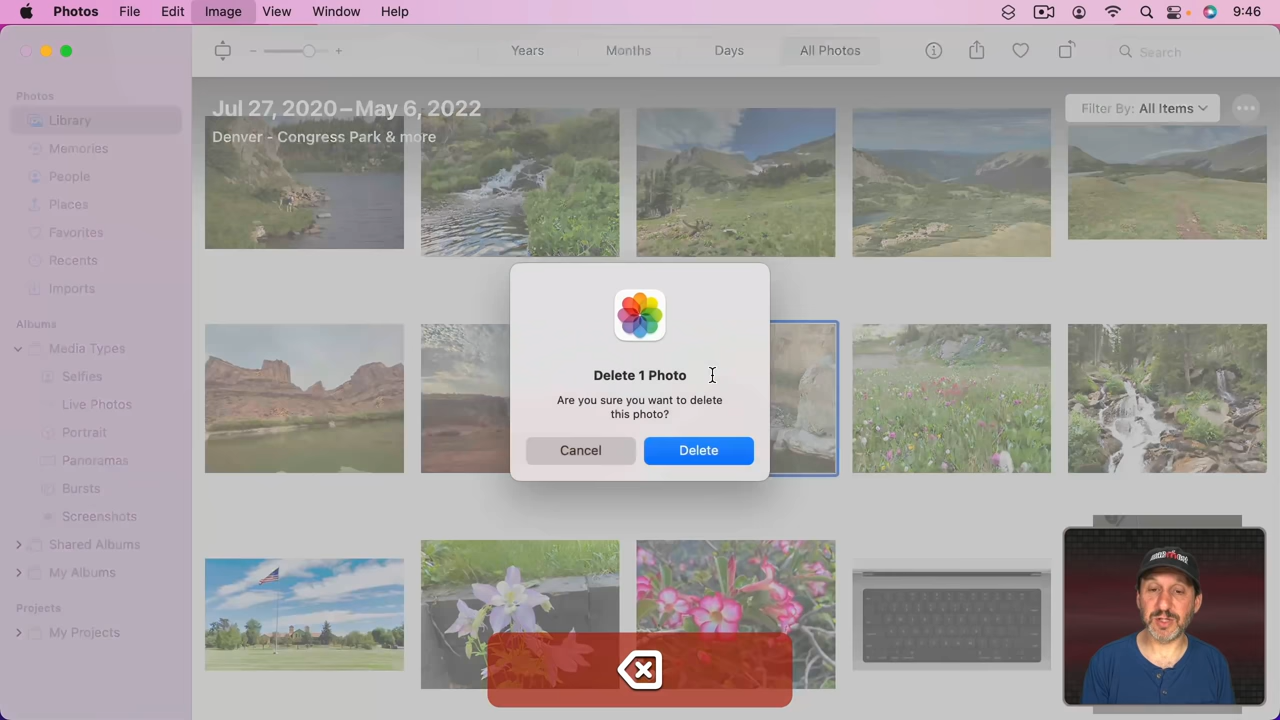 Photos File Edit Image View Window Help 9:46
Years Months Days All Photos Search
Photos
Library
Memories
People
Places
Favorites
Recents
Imports
Albums
Media Types
Selfies
Live Photos
Portrait
Panoramas
Bursts
Screenshots
Shared Albums
My Albums
Projects
My Projects
Jul 27, 2020 – May 6, 2022
Denver - Congress Park & more
Filter By: All Items
Delete 1 Photo
Are you sure you want to delete
this photo?
Cancel Delete